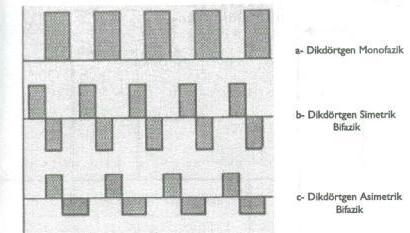 a- Dikdörtgen Monofazik
b- Dikdörtgen Simetrik
Bifazik
c- Dikdörtgen Asimetrik
Bifazik